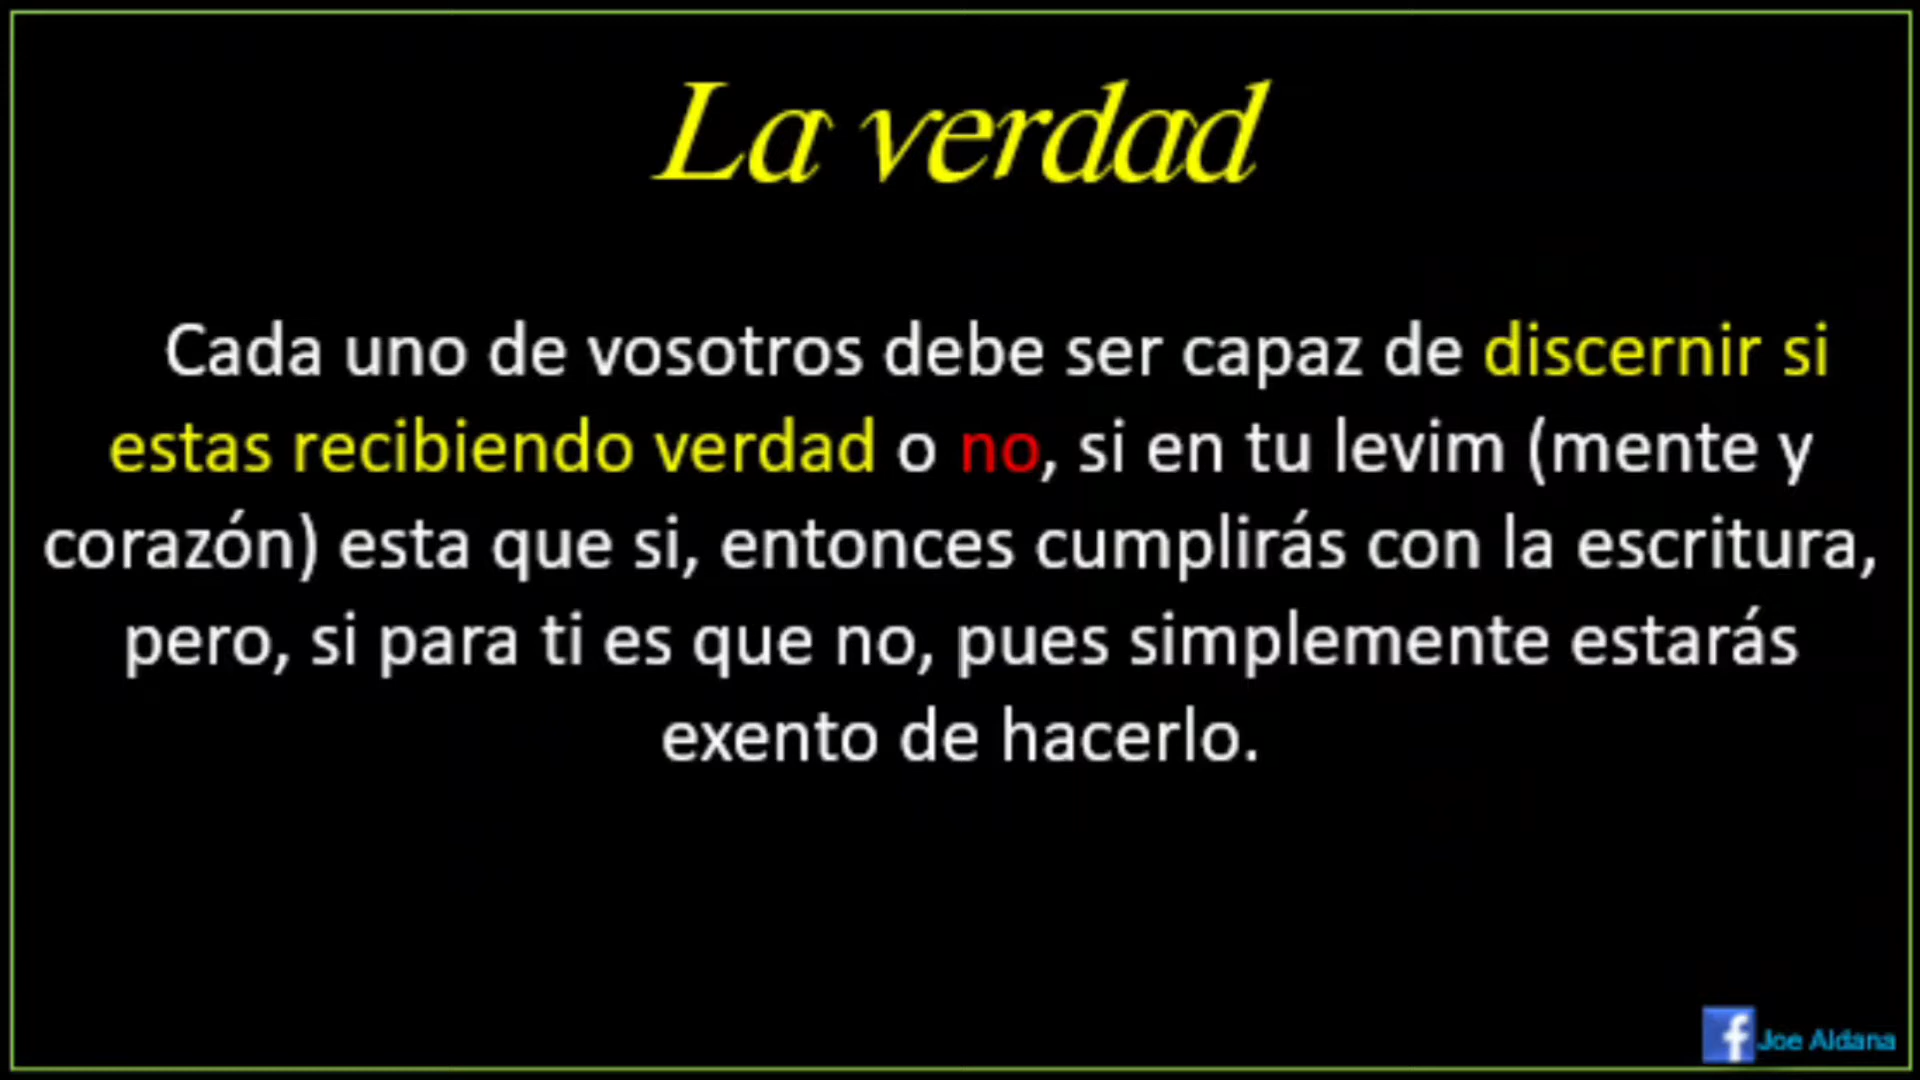 La verdad
Cada uno de vosotros debe ser capaz de discernir si
estas recibiendo verdad o no, si en tu levim (mente y
corazón) esta que si, entonces cumplirás con la escritura,
pero, si para ti es que no, pues simplemente estarás
exento de hacerlo.
f Joe Aldana